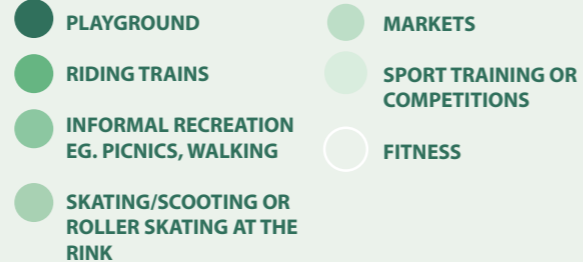 PLAYGROUND
RIDING TRAINS
INFORMAL RECREATION
EG. PICNICS, WALKING
SKATING/SCOOTING OR
ROLLER SKATING AT THE
RINK
MARKETS
SPORT TRAINING OR
COMPETITIONS
FITNESS